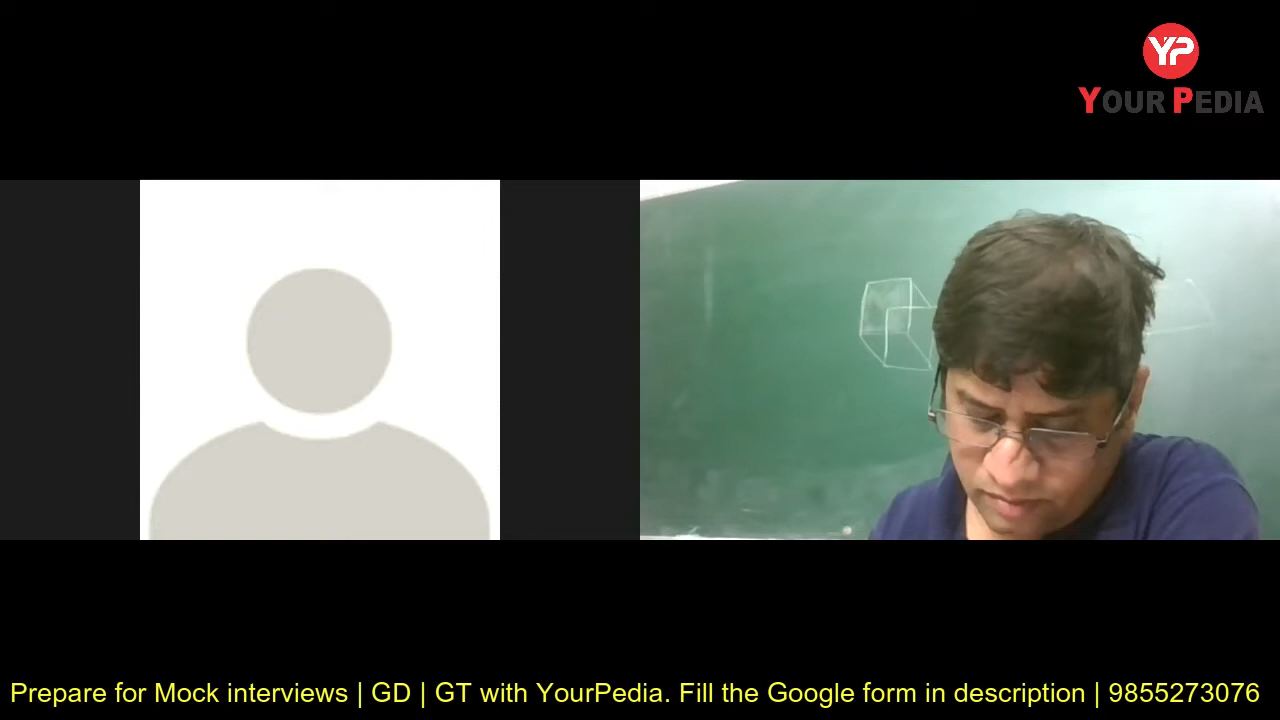 YP
YOUR PEDIA
Prepare for Mock interviews | GD | GT with YourPedia. Fill the Google form in description | 9855273076